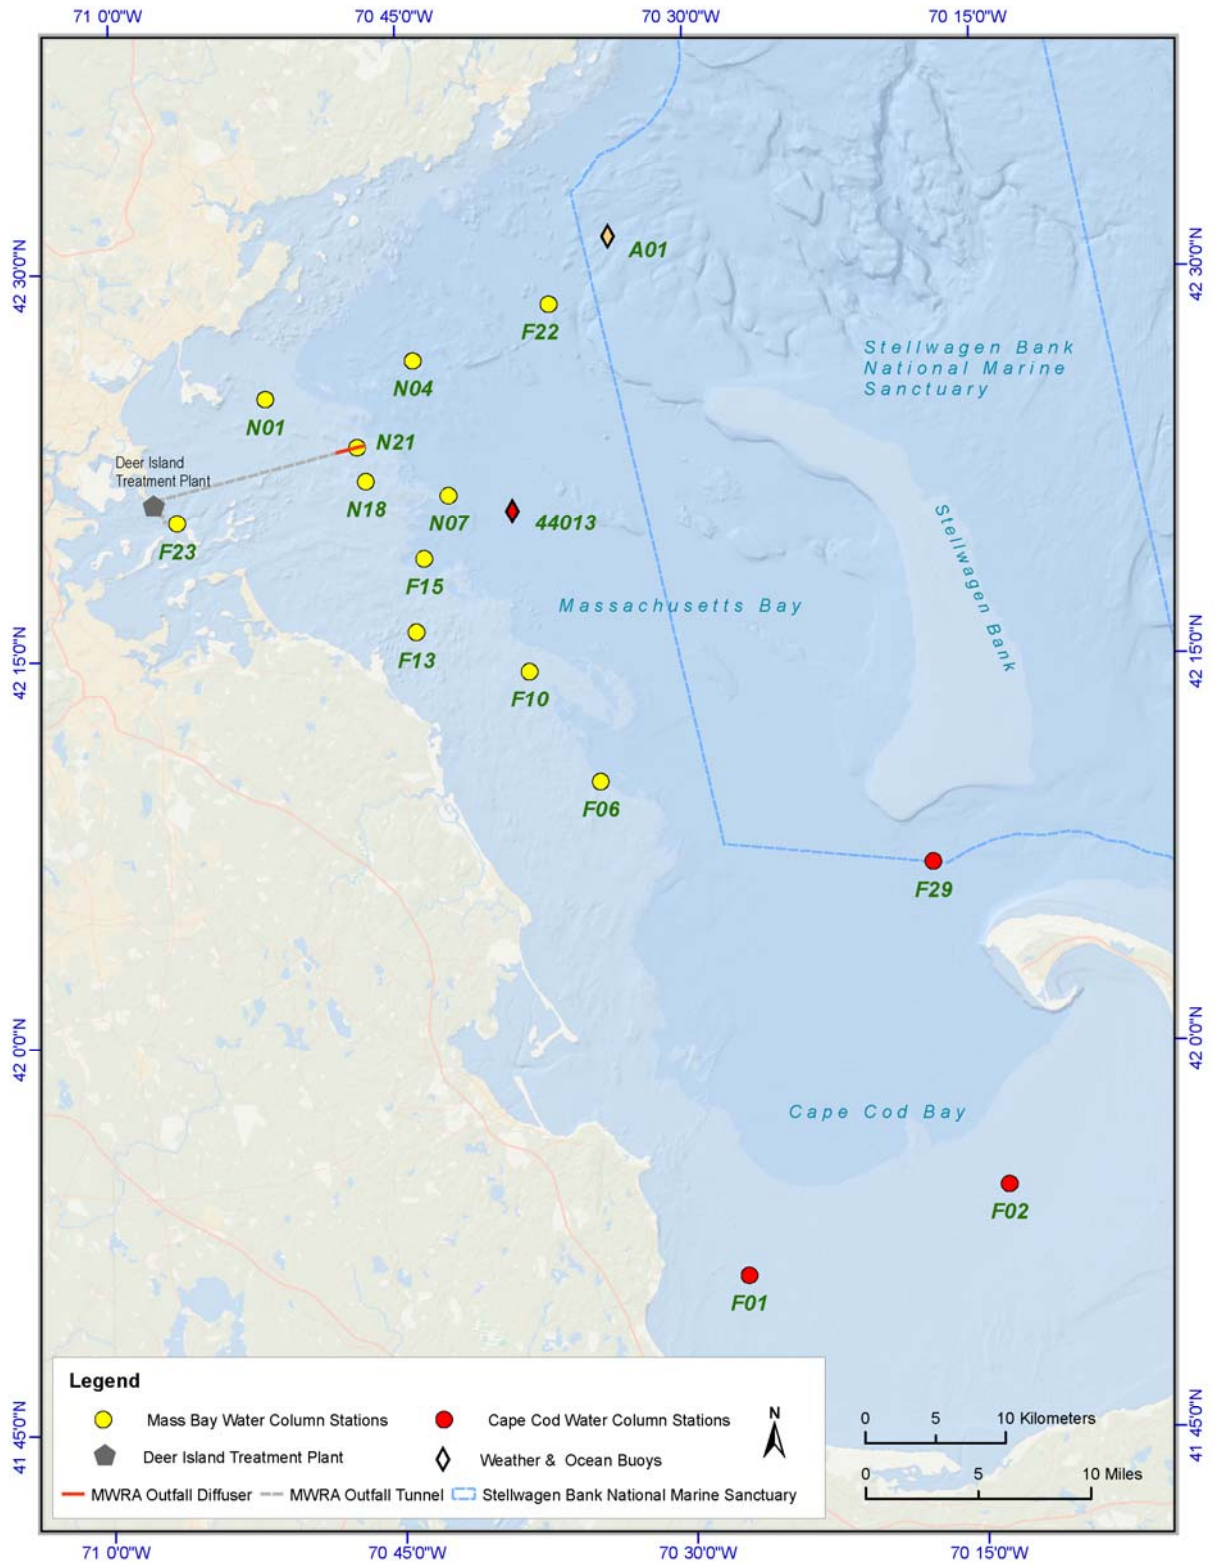 71 0'0"W 70 45'0"W 70 30'0"W 70 15'0"W
A01
42 30'0"N 42 30'0"N
F22
Stellwagen Bank
National Marine
Sanctuary
N04
N01
N21
Deer Island
Treatment Plant
N18
N07
44013
Stellwagen Bank
F23
F15
Massachusetts Bay
F13
42 15'0"N 42 15'0"N
F10
F06
F29
42 0'0"N 42 0'0"N
Cape Cod Bay
F02
F01
Legend
Mass Bay Water Column Stations
Cape Cod Water Column Stations
Deer Island Treatment Plant
Weather & Ocean Buoys
MWRA Outfall Diffuser
MWRA Outfall Tunnel
Stellwagen Bank National Marine Sanctuary
N
0 5 10 Kilometers
0 5 10 Miles
41 45'0"N 41 45'0"N
71 0'0"W 70 45'0"W 70 30'0"W 70 15'0"W